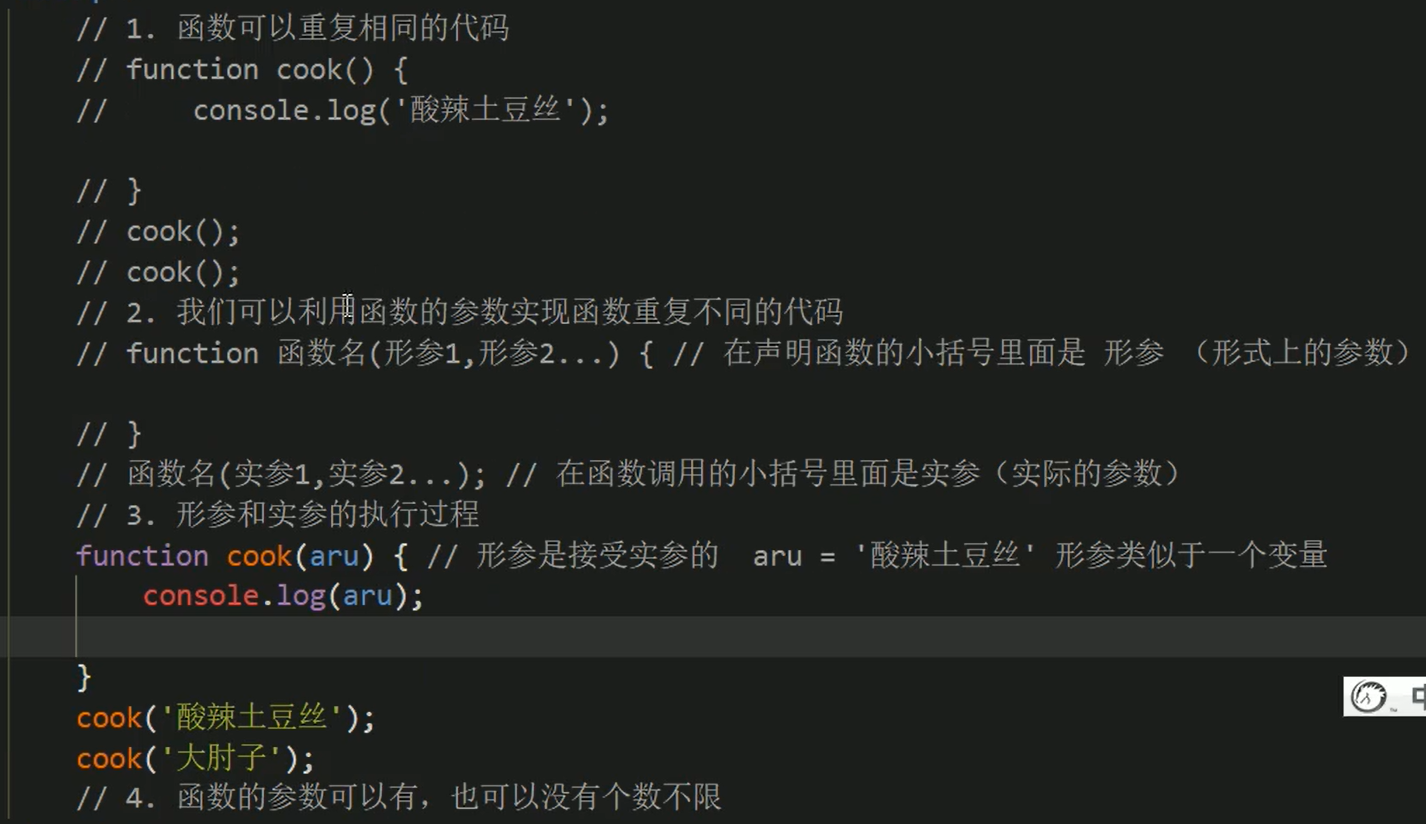 // 1. 函数可以重复相同的代码
// function cook() {
//     console.log('酸辣土豆丝');
// }
// cook();
// cook();
// 2. 我们可以利用函数的参数实现函数重复不同的代码
// function 函数名(形参1,形参2...) { // 在声明函数的小括号里面是 形参 （形式上的参数）
// }
// 函数名(实参1,实参2...); // 在函数调用的小括号里面是实参（实际的参数）
// 3. 形参和实参的执行过程
function cook(aru) { // 形参是接受实参的  aru = '酸辣土豆丝' 形参类似于一个变量
    console.log(aru);
}
cook('酸辣土豆丝');
cook('大肘子');
// 4. 函数的参数可以有，也可以没有个数不限